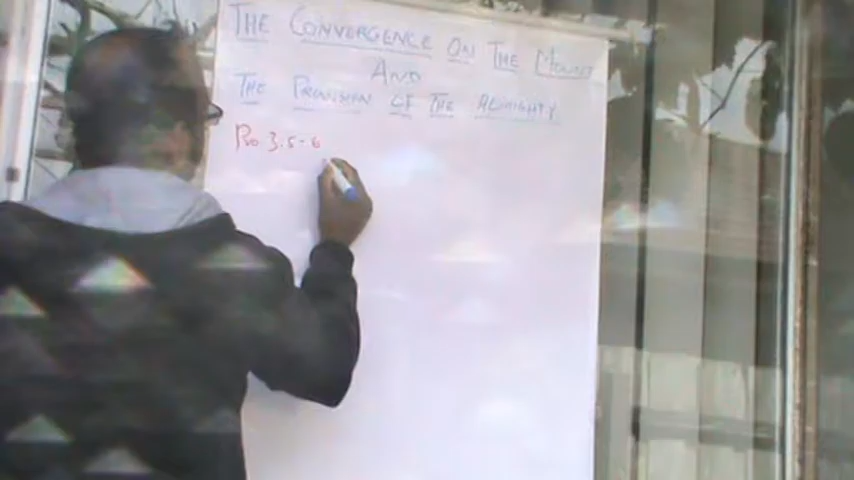 THE CONVERGENCE ON THE MOUNT
AND
THE PROVISION OF THE ALMIGHTY
Pro 3.5-6